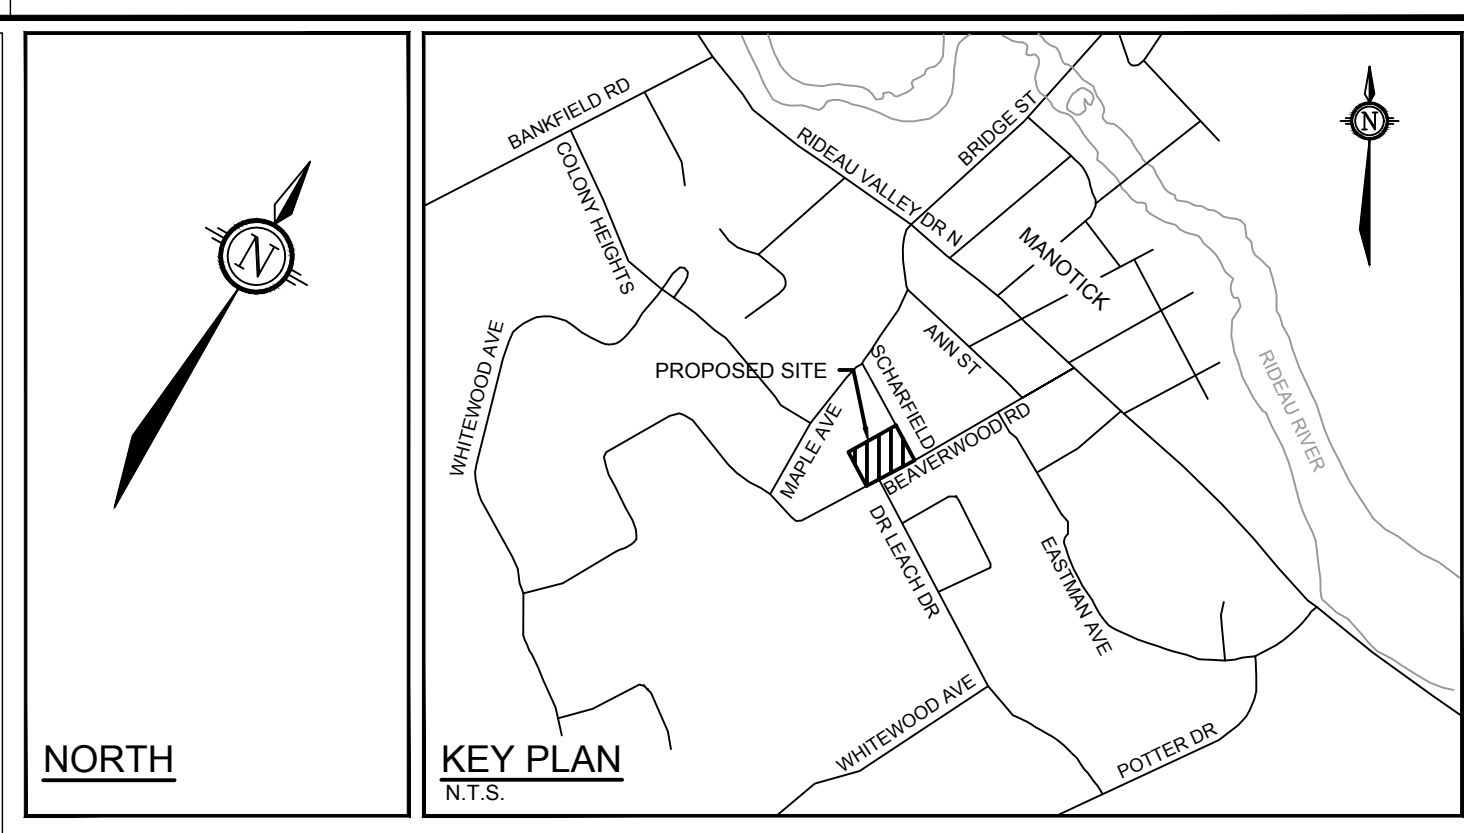 N
NORTH
BANKFIELD RD
COLONY HEIGHTS
RIDEAU VALLEY DR N
BRIDGE ST
N
MANOTICK
ANN ST
SCHARFIELD
PROPOSED SITE
WHITEWOOD AVE
MAPLE AVE
BEAVERWOOD RD
RIDEAU RIVER
DR LEACH DR
EASTMAN AVE
WHITEWOOD AVE
POTTER DR
KEY PLAN
N.T.S.